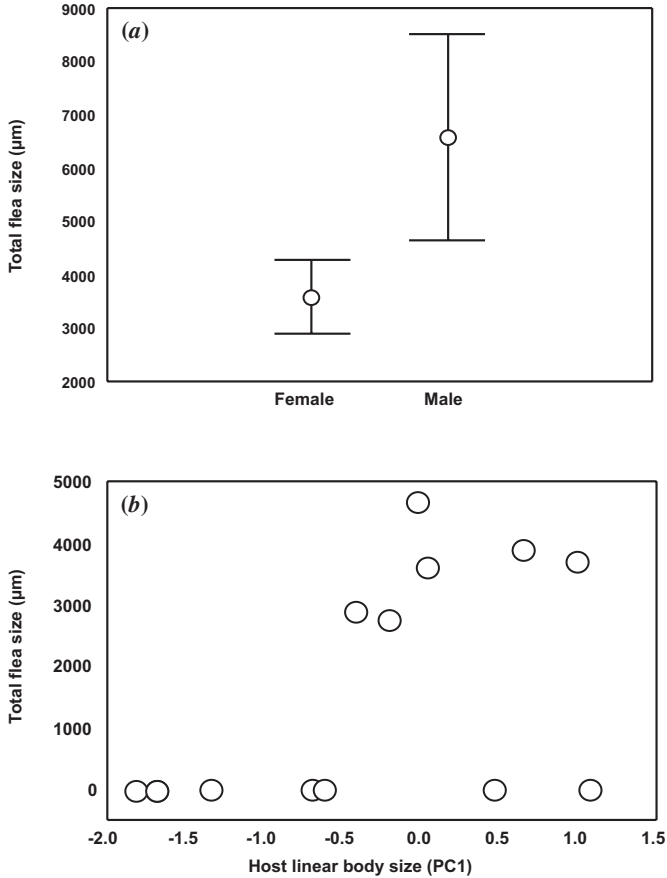 (a)
Total flea size (µm)
9000
8000
7000
6000
5000
4000
3000
2000
Female Male
(b)
Total flea size (µm)
5000
4000
3000
2000
1000
0
-2.0 -1.5 -1.0 -0.5 0.0 0.5 1.0 1.5
Host linear body size (PC1)